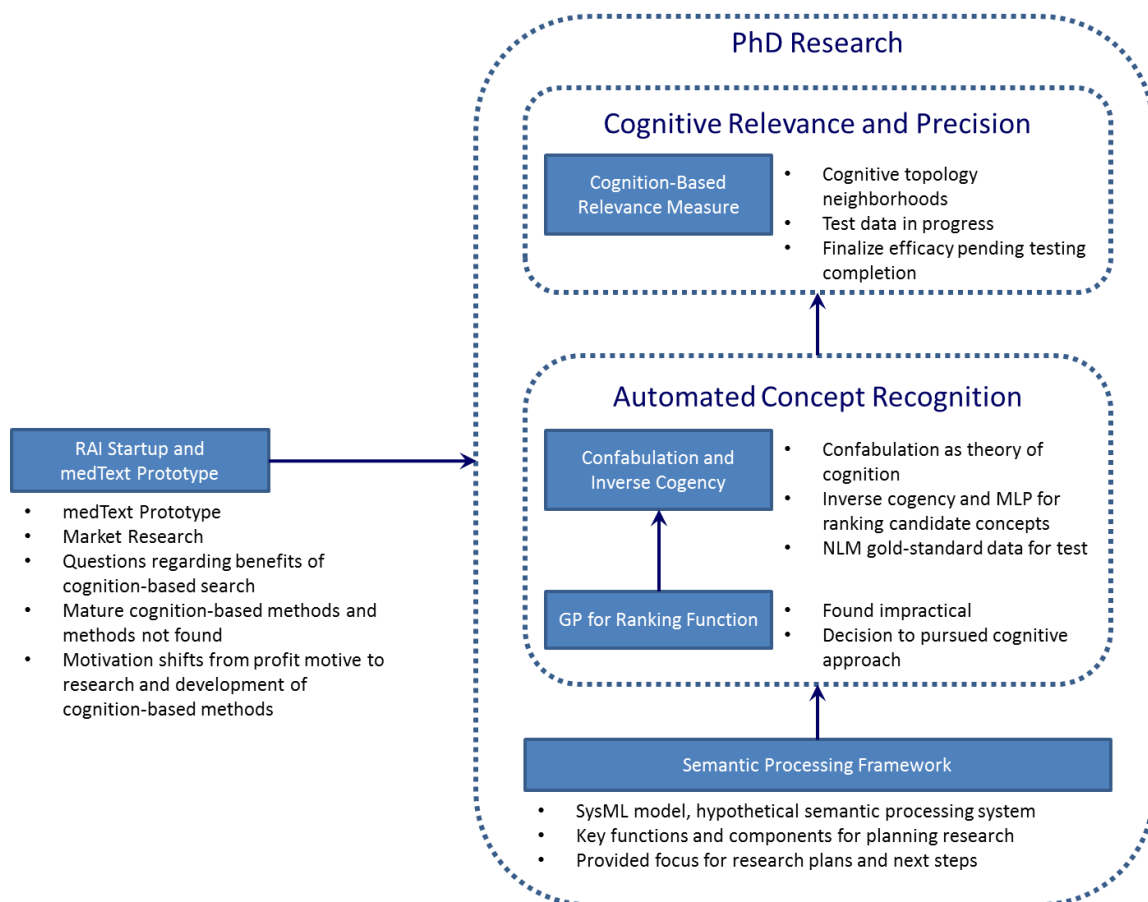 PhD Research
Cognitive Relevance and Precision
Cognition-Based
Relevance Measure
• Cognitive topology
neighborhoods
• Test data in progress
• Finalize efficacy pending testing
completion
Automated Concept Recognition
Confabulation and
Inverse Cogency
• Confabulation as theory of
cognition
• Inverse cogency and MLP for
ranking candidate concepts
• NLM gold-standard data for test
GP for Ranking Function
• Found impractical
• Decision to pursued cognitive
approach
RAI Startup and
medText Prototype
• medText Prototype
• Market Research
• Questions regarding benefits of
cognition-based search
• Mature cognition-based methods and
methods not found
• Motivation shifts from profit motive to
research and development of
cognition-based methods
Semantic Processing Framework
• SysML model, hypothetical semantic processing system
• Key functions and components for planning research
• Provided focus for research plans and next steps